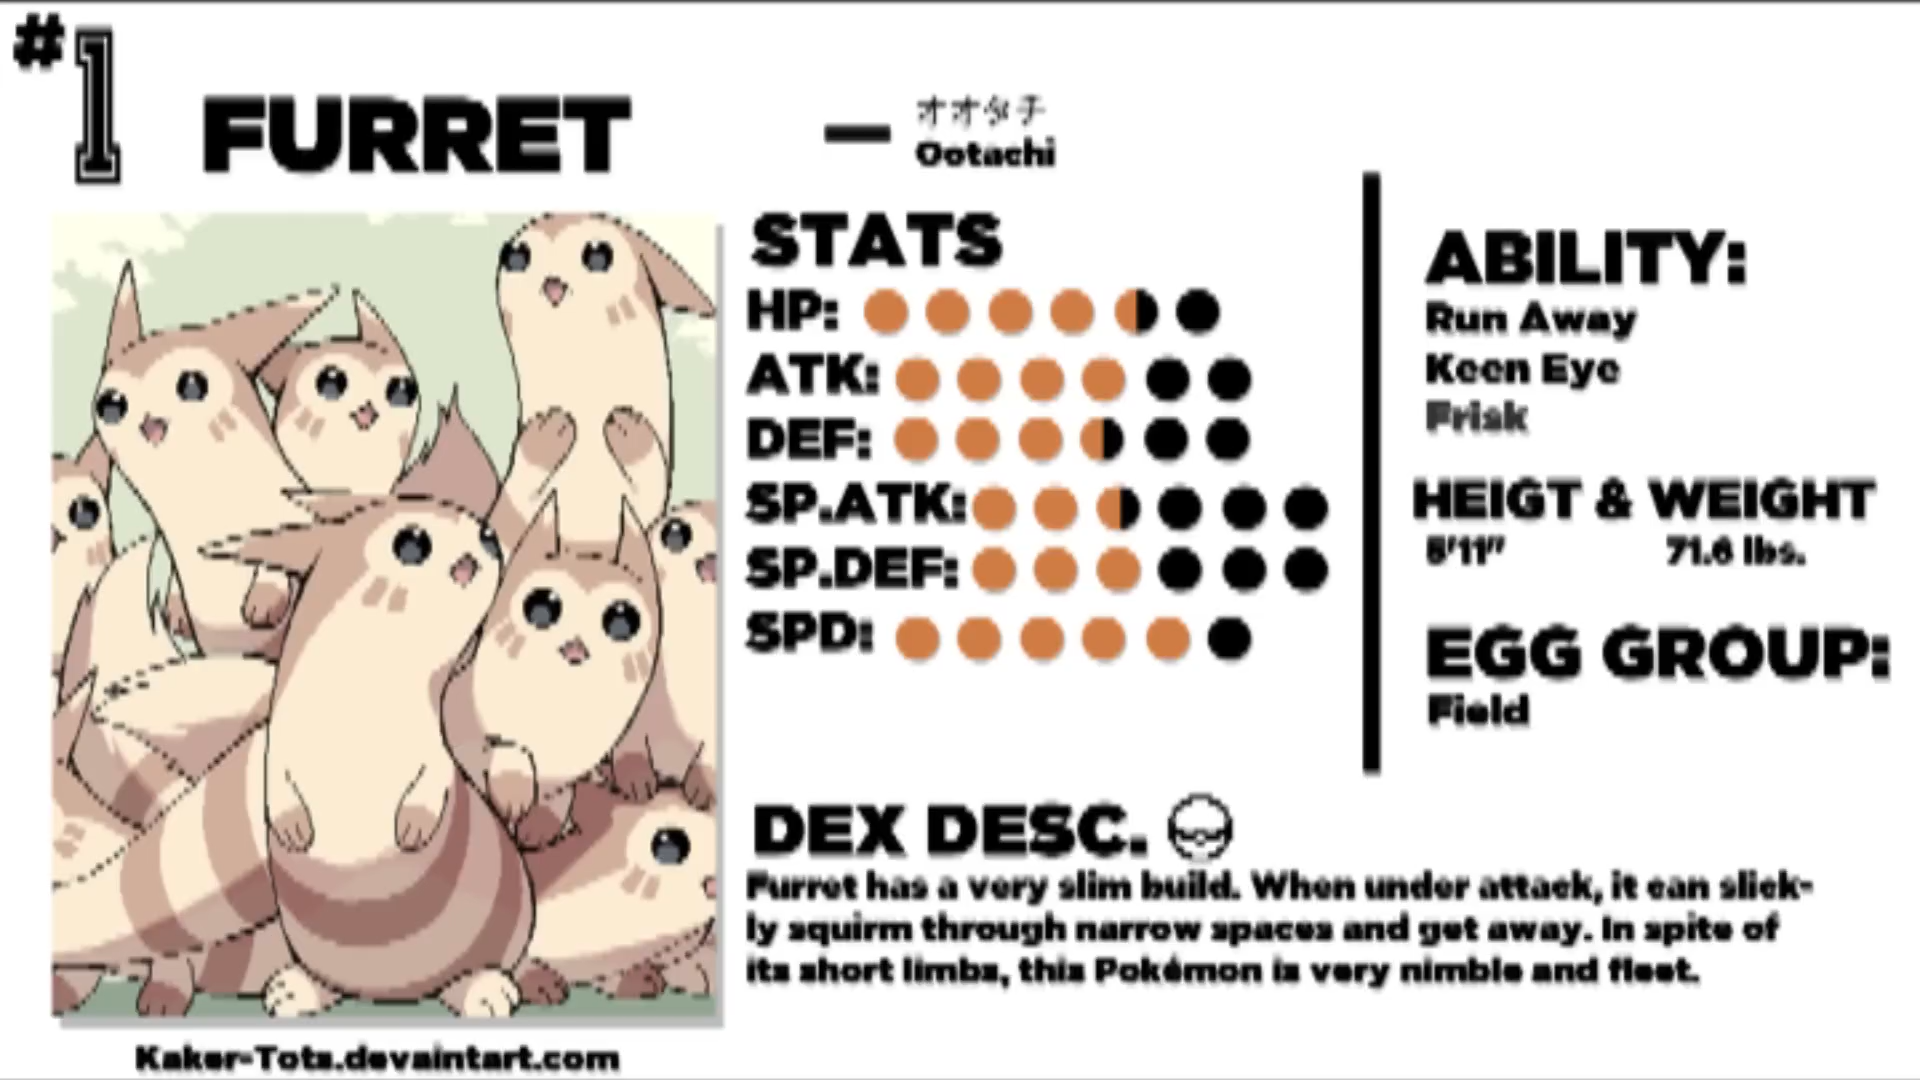 #1
FURRET
オオタチ
Ootachi
STATS
HP:
ATK:
DEF:
SP.ATK:
SP.DEF:
SPD:
ABILITY:
Run Away
Keen Eye
Frisk
HEIGT & WEIGHT
5'11" 71.6 lbs.
EGG GROUP:
Field
DEX DESC.
Furret has a very slim build. When under attack, it can slick-
ly squirm through narrow spaces and get away. In spite of
its short limbs, this Pokémon is very nimble and fleet.
Kaker-Tots.devaintart.com